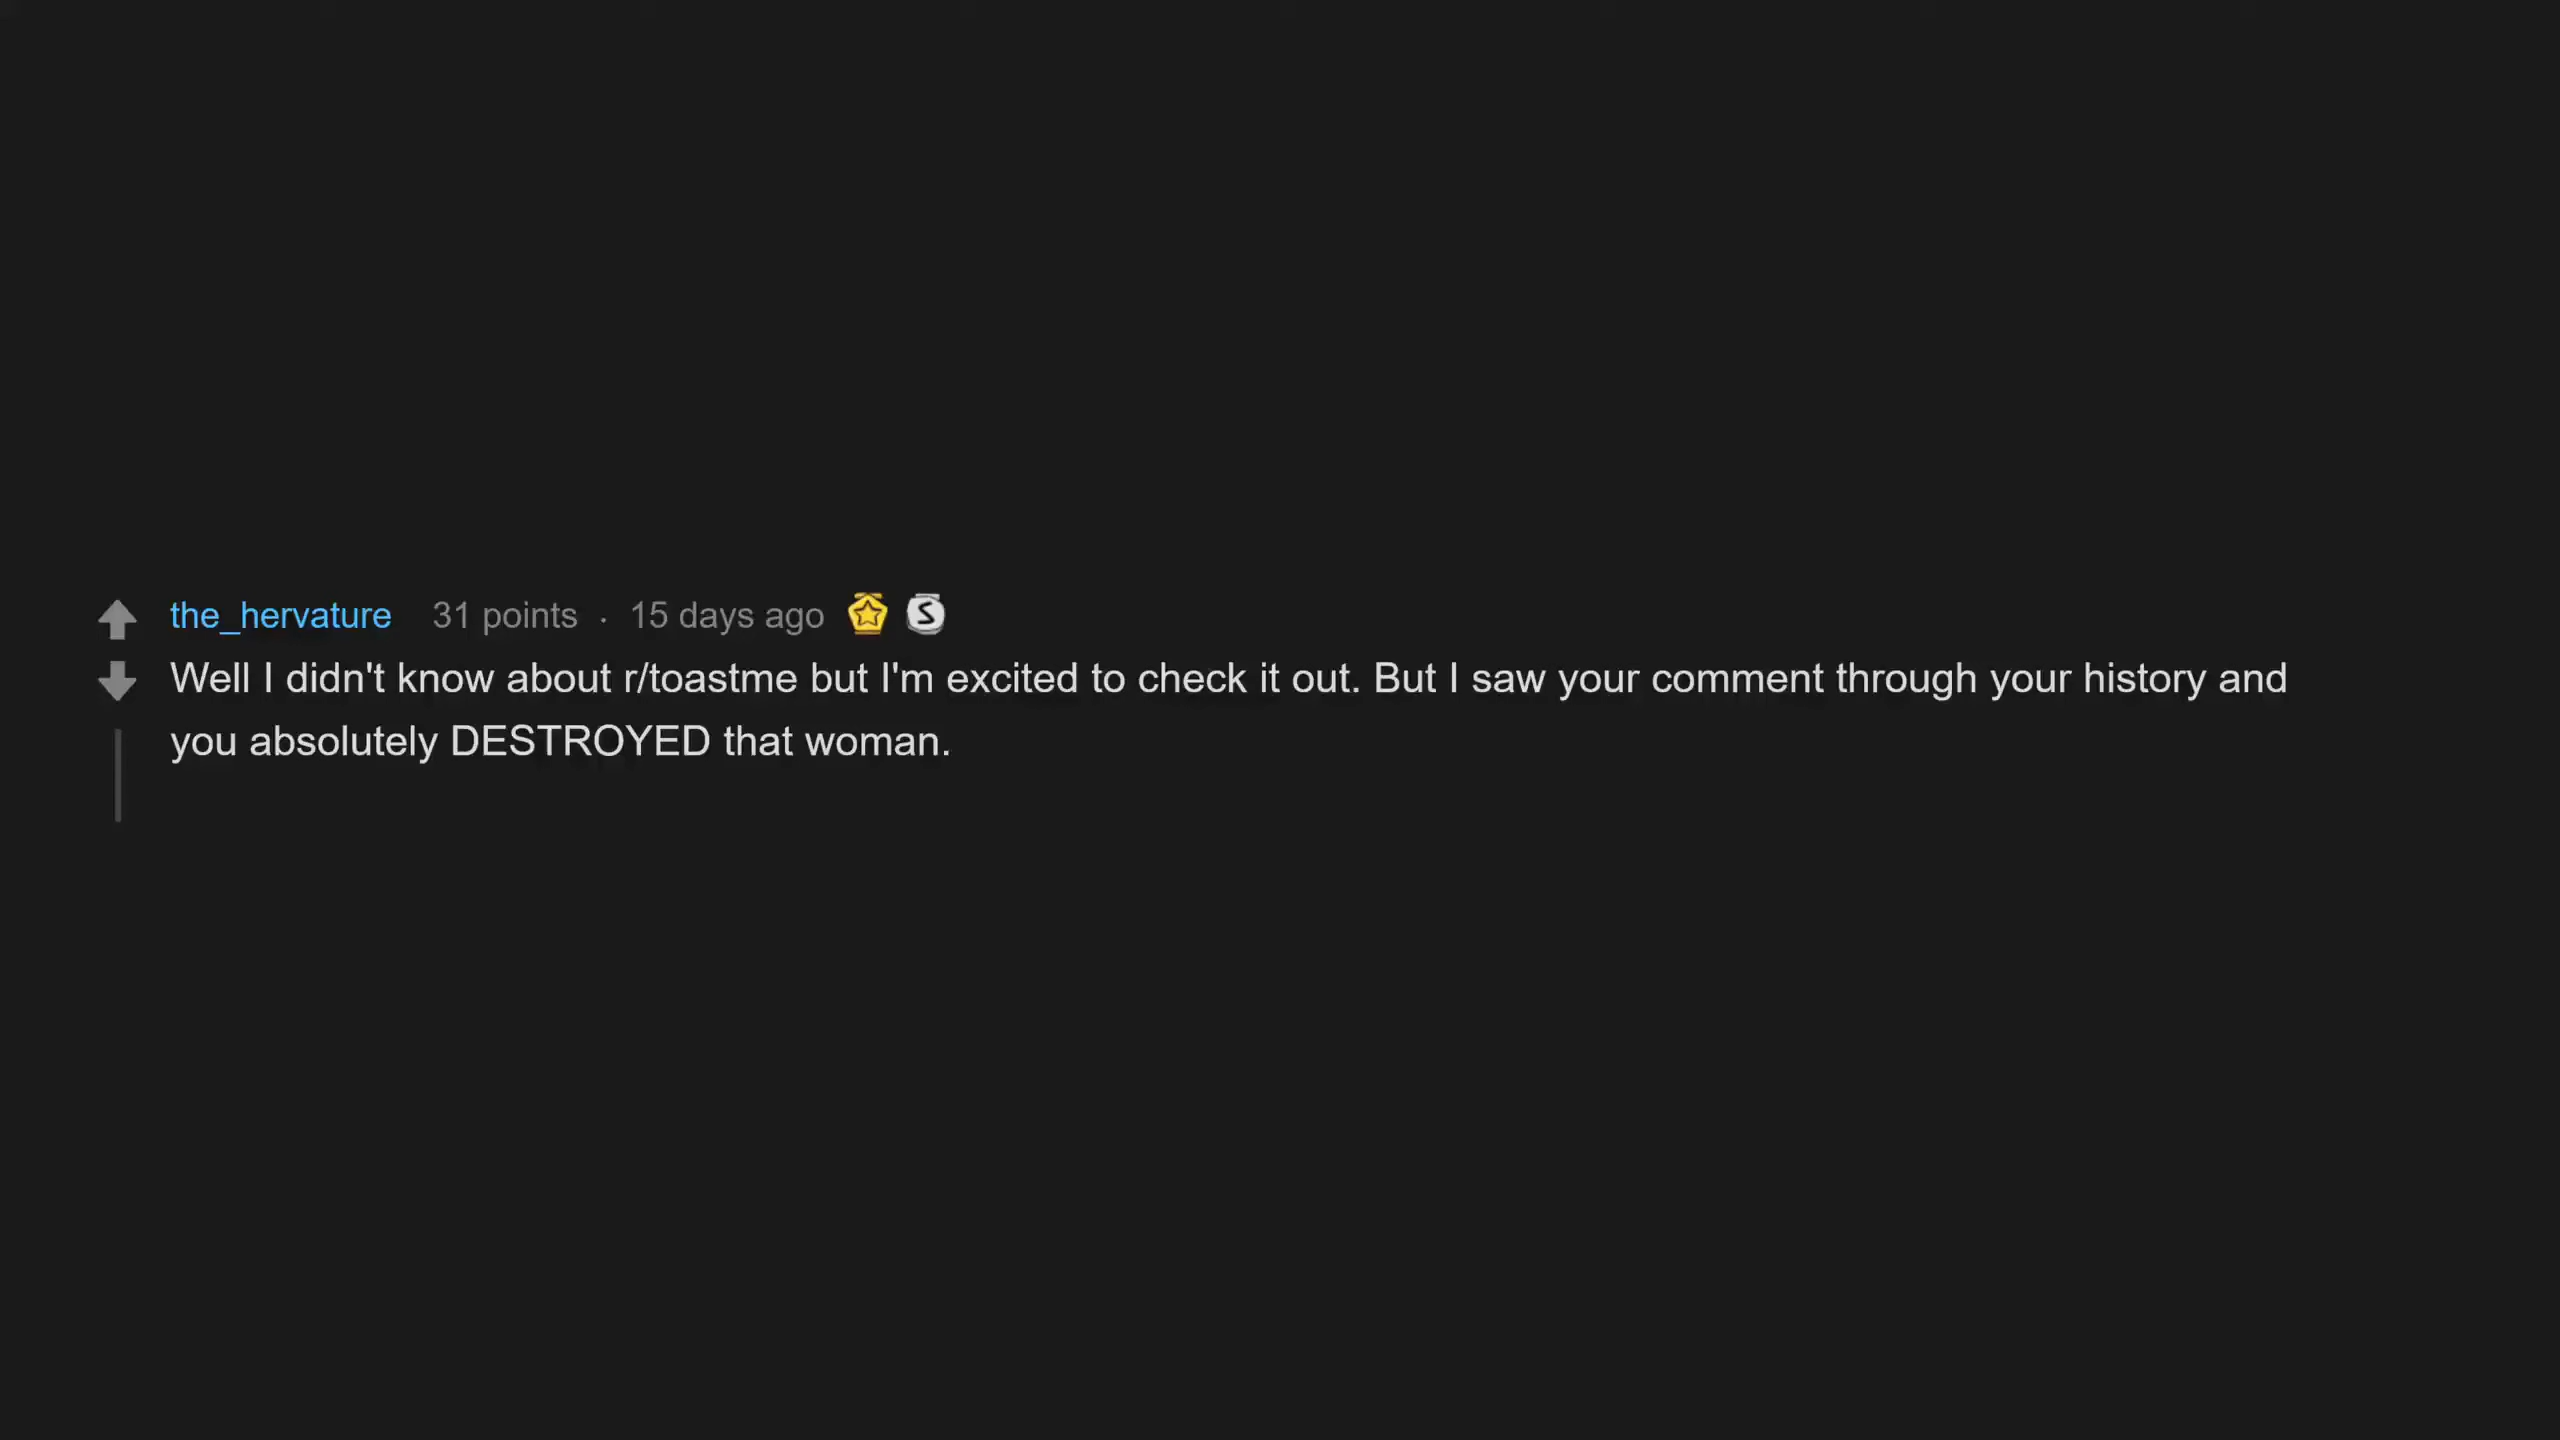 the_hervature 31 points · 15 days ago S
Well I didn't know about r/toastme but I'm excited to check it out. But I saw your comment through your history and
you absolutely DESTROYED that woman.